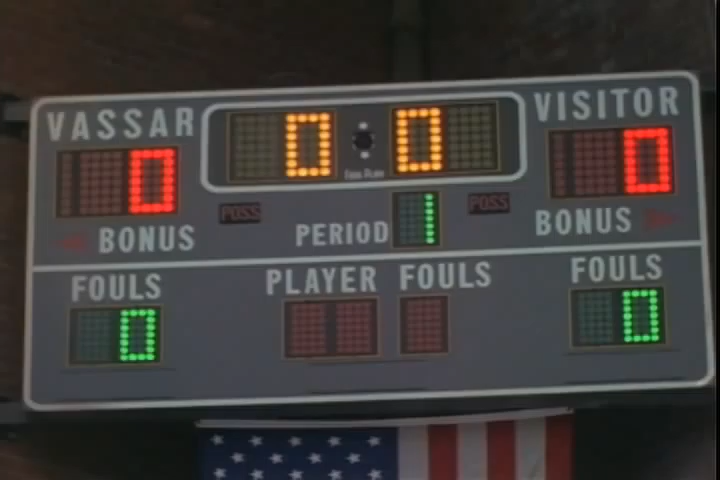 VASSAR 0 0 VISITOR
0 0
POSS PERIOD 1 POSS
BONUS BONUS
FOULS PLAYER FOULS FOULS
0 0